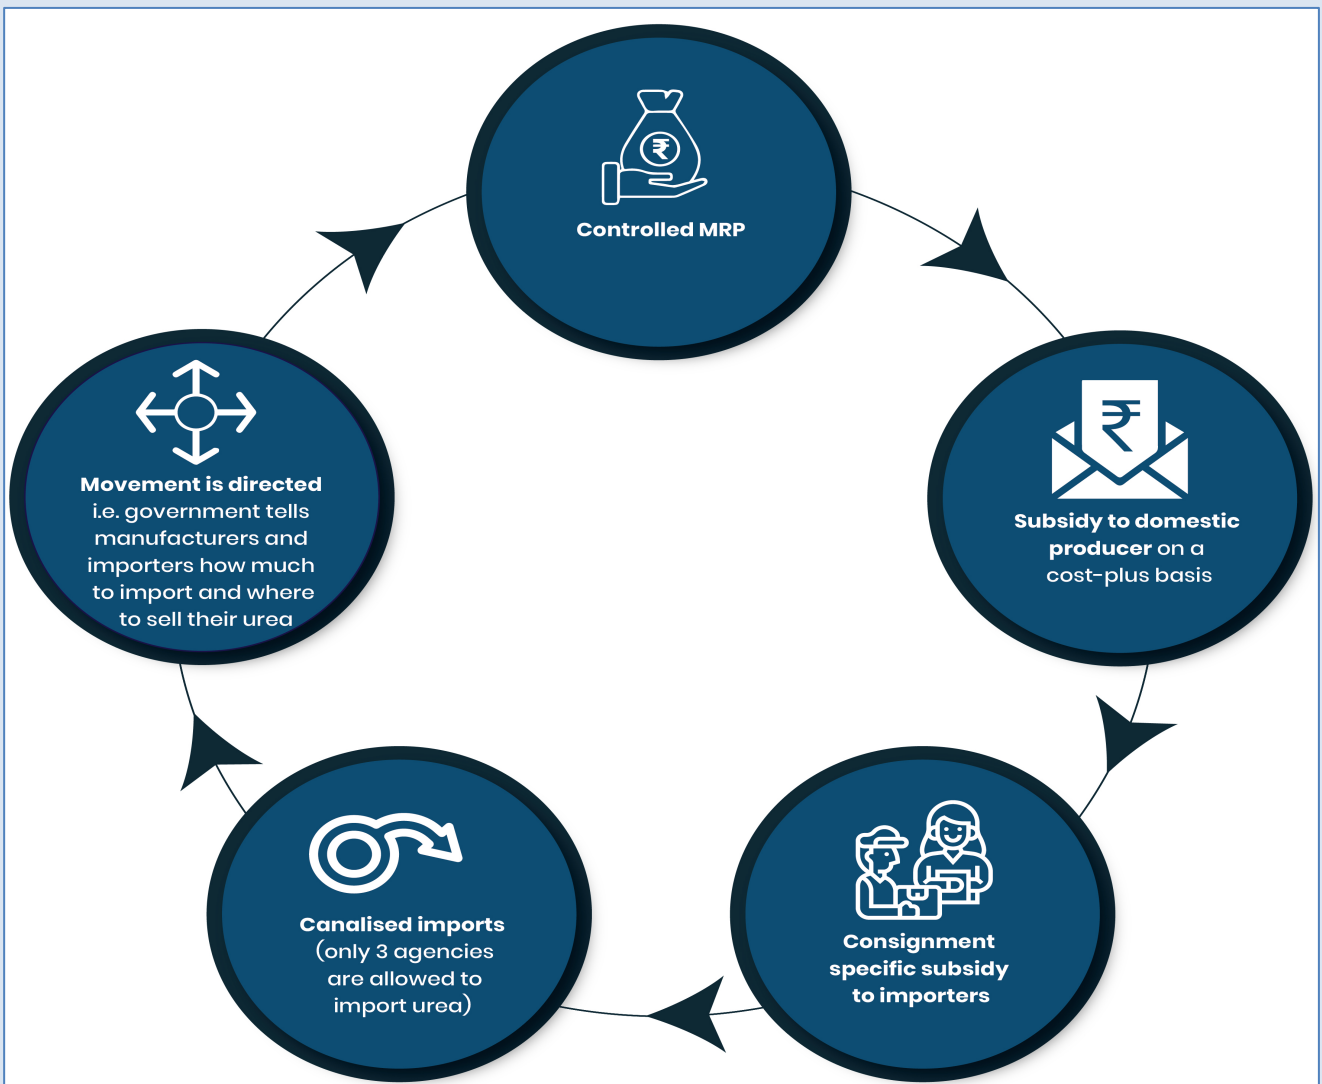 ₹
Controlled MRP
₹
Subsidy to domestic
producer on a
cost-plus basis
Consignment
specific subsidy
to importers
Canalised imports
(only 3 agencies
are allowed to
import urea)
Movement is directed
i.e. government tells
manufacturers and
importers how much
to import and where
to sell their urea